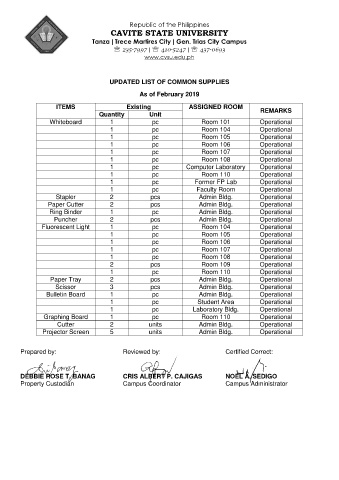 Republic of the Philippines
CAVITE STATE UNIVERSITY
Tanza | Trece Martires City | Gen. Trias City Campus
www.cvsu.edu.ph
UPDATED LIST OF COMMON SUPPLIES
As of February 2019
ITEMS Existing ASSIGNED ROOM REMARKS
Quantity Unit
Whiteboard 1 pc Room 101 Operational
1 pc Room 104 Operational
1 pc Room 105 Operational
1 pc Room 106 Operational
1 pc Room 107 Operational
1 pc Room 108 Operational
1 pc Computer Laboratory Operational
1 pc Room 110 Operational
1 pc Former FP Lab Operational
1 pc Faculty Room Operational
Stapler 2 pcs Admin Bldg. Operational
Paper Cutter 2 pcs Admin Bldg. Operational
Ring Binder 1 pc Admin Bldg. Operational
Puncher 2 pcs Admin Bldg. Operational
Fluorescent Light 1 pc Room 104 Operational
1 pc Room 105 Operational
1 pc Room 106 Operational
1 pc Room 107 Operational
1 pc Room 108 Operational
2 pcs Room 109 Operational
1 pc Room 110 Operational
Paper Tray 2 pcs Admin Bldg. Operational
Scissor 3 pcs Admin Bldg. Operational
Bulletin Board 1 pc Admin Bldg. Operational
1 pc Student Area Operational
1 pc Laboratory Bldg. Operational
Graphing Board 1 pc Room 110 Operational
Cutter 2 units Admin Bldg. Operational
Projector Screen 5 units Admin Bldg. Operational
Prepared by: Reviewed by: Certified Correct:
DEBBIE ROSE T. BANAG CRIS ALBERT P. CAJIGAS NOEL A. SEDIGO
Property Custodian Campus Coordinator Campus Administrator